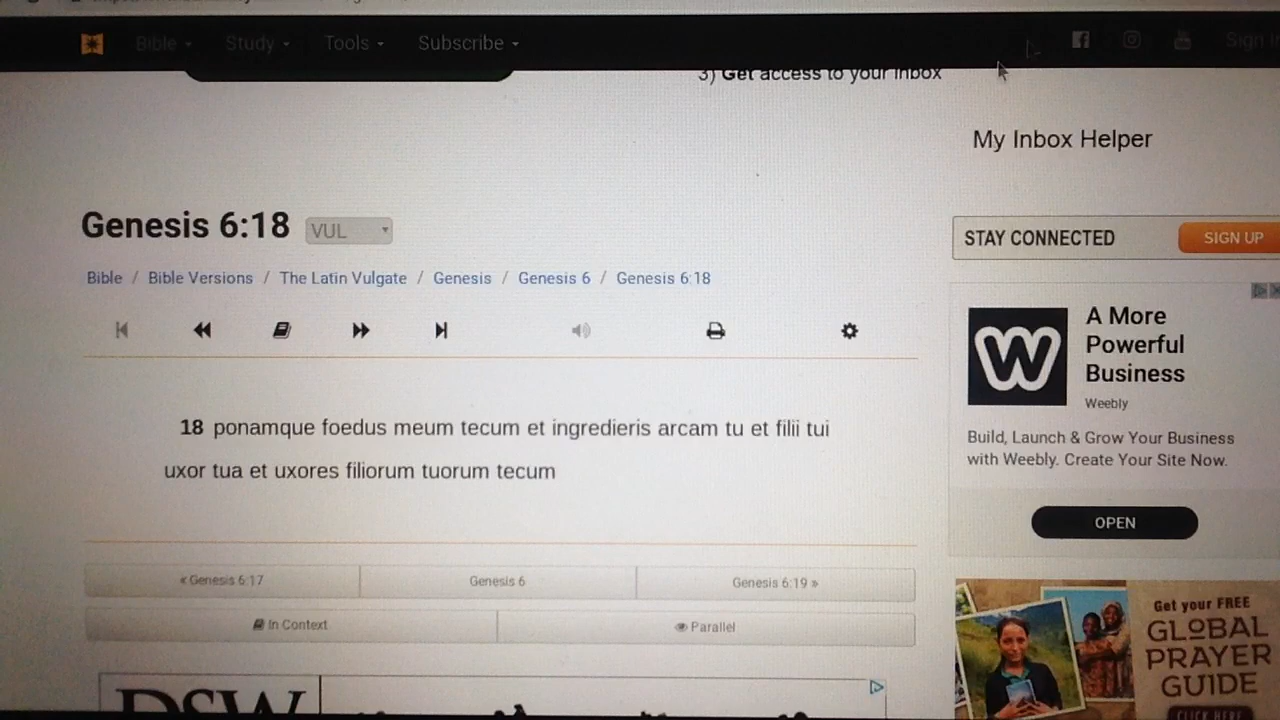 Bible Study Tools Subscribe Sign
3) Get access to your inbox
My Inbox Helper
Genesis 6:18 VUL
STAY CONNECTED SIGN UP
Bible / Bible Versions / The Latin Vulgate / Genesis / Genesis 6 / Genesis 6:18
A More
Powerful
Business
Weebly
Build, Launch & Grow Your Business
with Weebly. Create Your Site Now.
OPEN
18 ponamque foedus meum tecum et ingredieris arcam tu et filii tui
uxor tua et uxores filiorum tuorum tecum
« Genesis 6:17 Genesis 6 Genesis 6:19 »
In Context Parallel
Get your FREE
GLOBAL
PRAYER
GUIDE
CLICK HERE
DSW